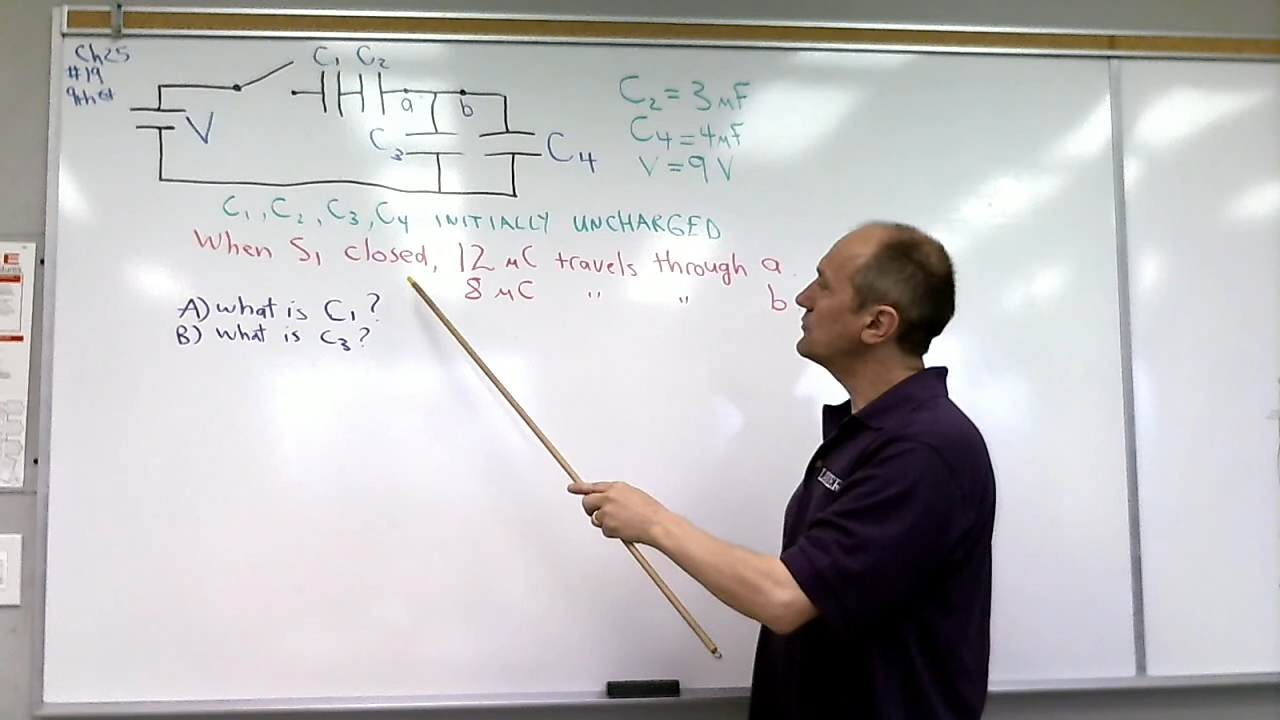 Ch25
#19
9th ed
C₁ C₂
a b
V
C₃
C₄
C₂ = 3 μF
C₄ = 4 μF
V = 9 V
C₁, C₂, C₃, C₄ INITIALLY UNCHARGED
When S₁ closed, 12 μC travels through a.
8 μC " " b
A) what is C₁?
B) what is C₃?